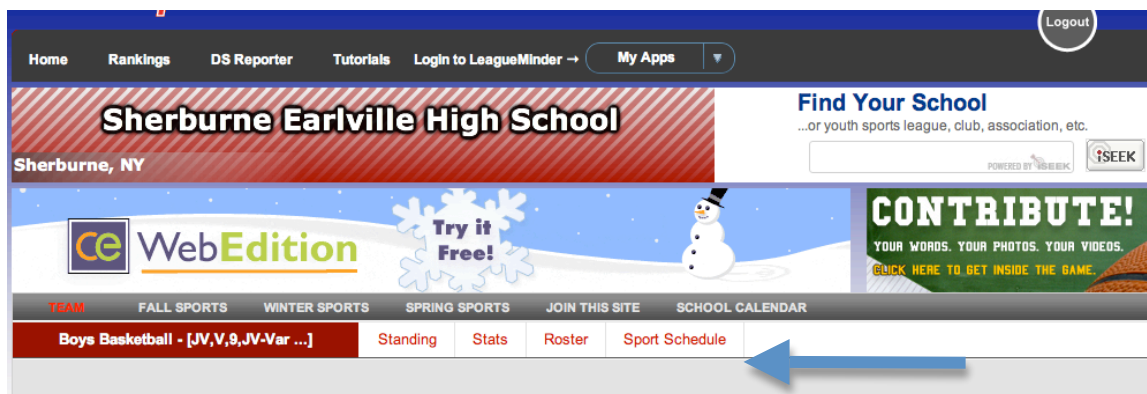 Logout
Home Rankings DS Reporter Tutorials Login to LeagueMinder → My Apps ▼
Sherburne Earlville High School
Sherburne, NY
Find Your School
...or youth sports league, club, association, etc.
POWERED BY iSEEK
iSEEK
ce WebEdition
Try it
Free!
CONTRIBUTE!
YOUR WORDS. YOUR PHOTOS. YOUR VIDEOS.
CLICK HERE TO GET INSIDE THE GAME.
TEAM FALL SPORTS WINTER SPORTS SPRING SPORTS JOIN THIS SITE SCHOOL CALENDAR
Boys Basketball - [JV,V,9,JV-Var ...] Standing Stats Roster Sport Schedule